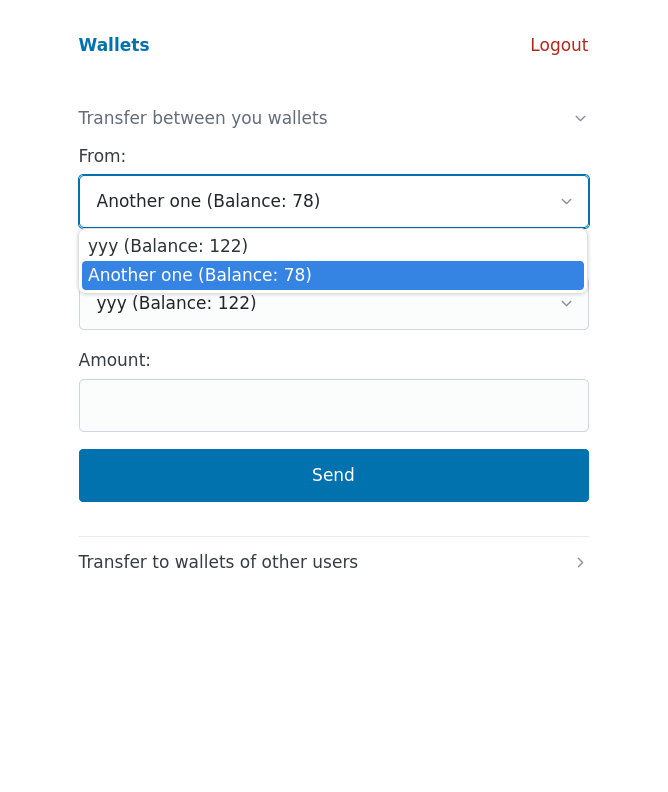 Wallets
Logout
Transfer between you wallets
From:
Another one (Balance: 78)
yyy (Balance: 122)
Another one (Balance: 78)
yyy (Balance: 122)
Amount:
Send
Transfer to wallets of other users